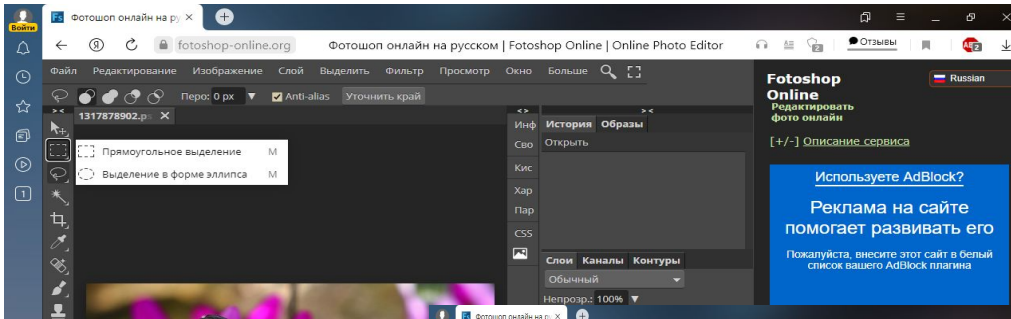 Фотошоп онлайн на ру
Войти
fotoshop-online.org
Фотошоп онлайн на русском | Fotoshop Online | Online Photo Editor
Отзывы
2
2
1
Файл Редактирование Изображение Слой Выделить Фильтр Просмотр Окно Больше
Перо: 0 px Anti-alias Уточнить край
1317878902.p
Прямоугольное выделение M
Выделение в форме эллипса M
Инф
Сво
Кис
Хар
Пар
CSS
История Образы
Открыть
Слои Каналы Контуры
Обычный
Непрозр.: 100%
Fotoshop
Online
Редактировать
фото онлайн
Russian
[+/-] Описание сервиса
Используете AdBlock?
Реклама на сайте
помогает развивать его
Пожалуйста, внесите этот сайт в белый
список вашего AdBlock плагина
Фотошоп онлайн на ру